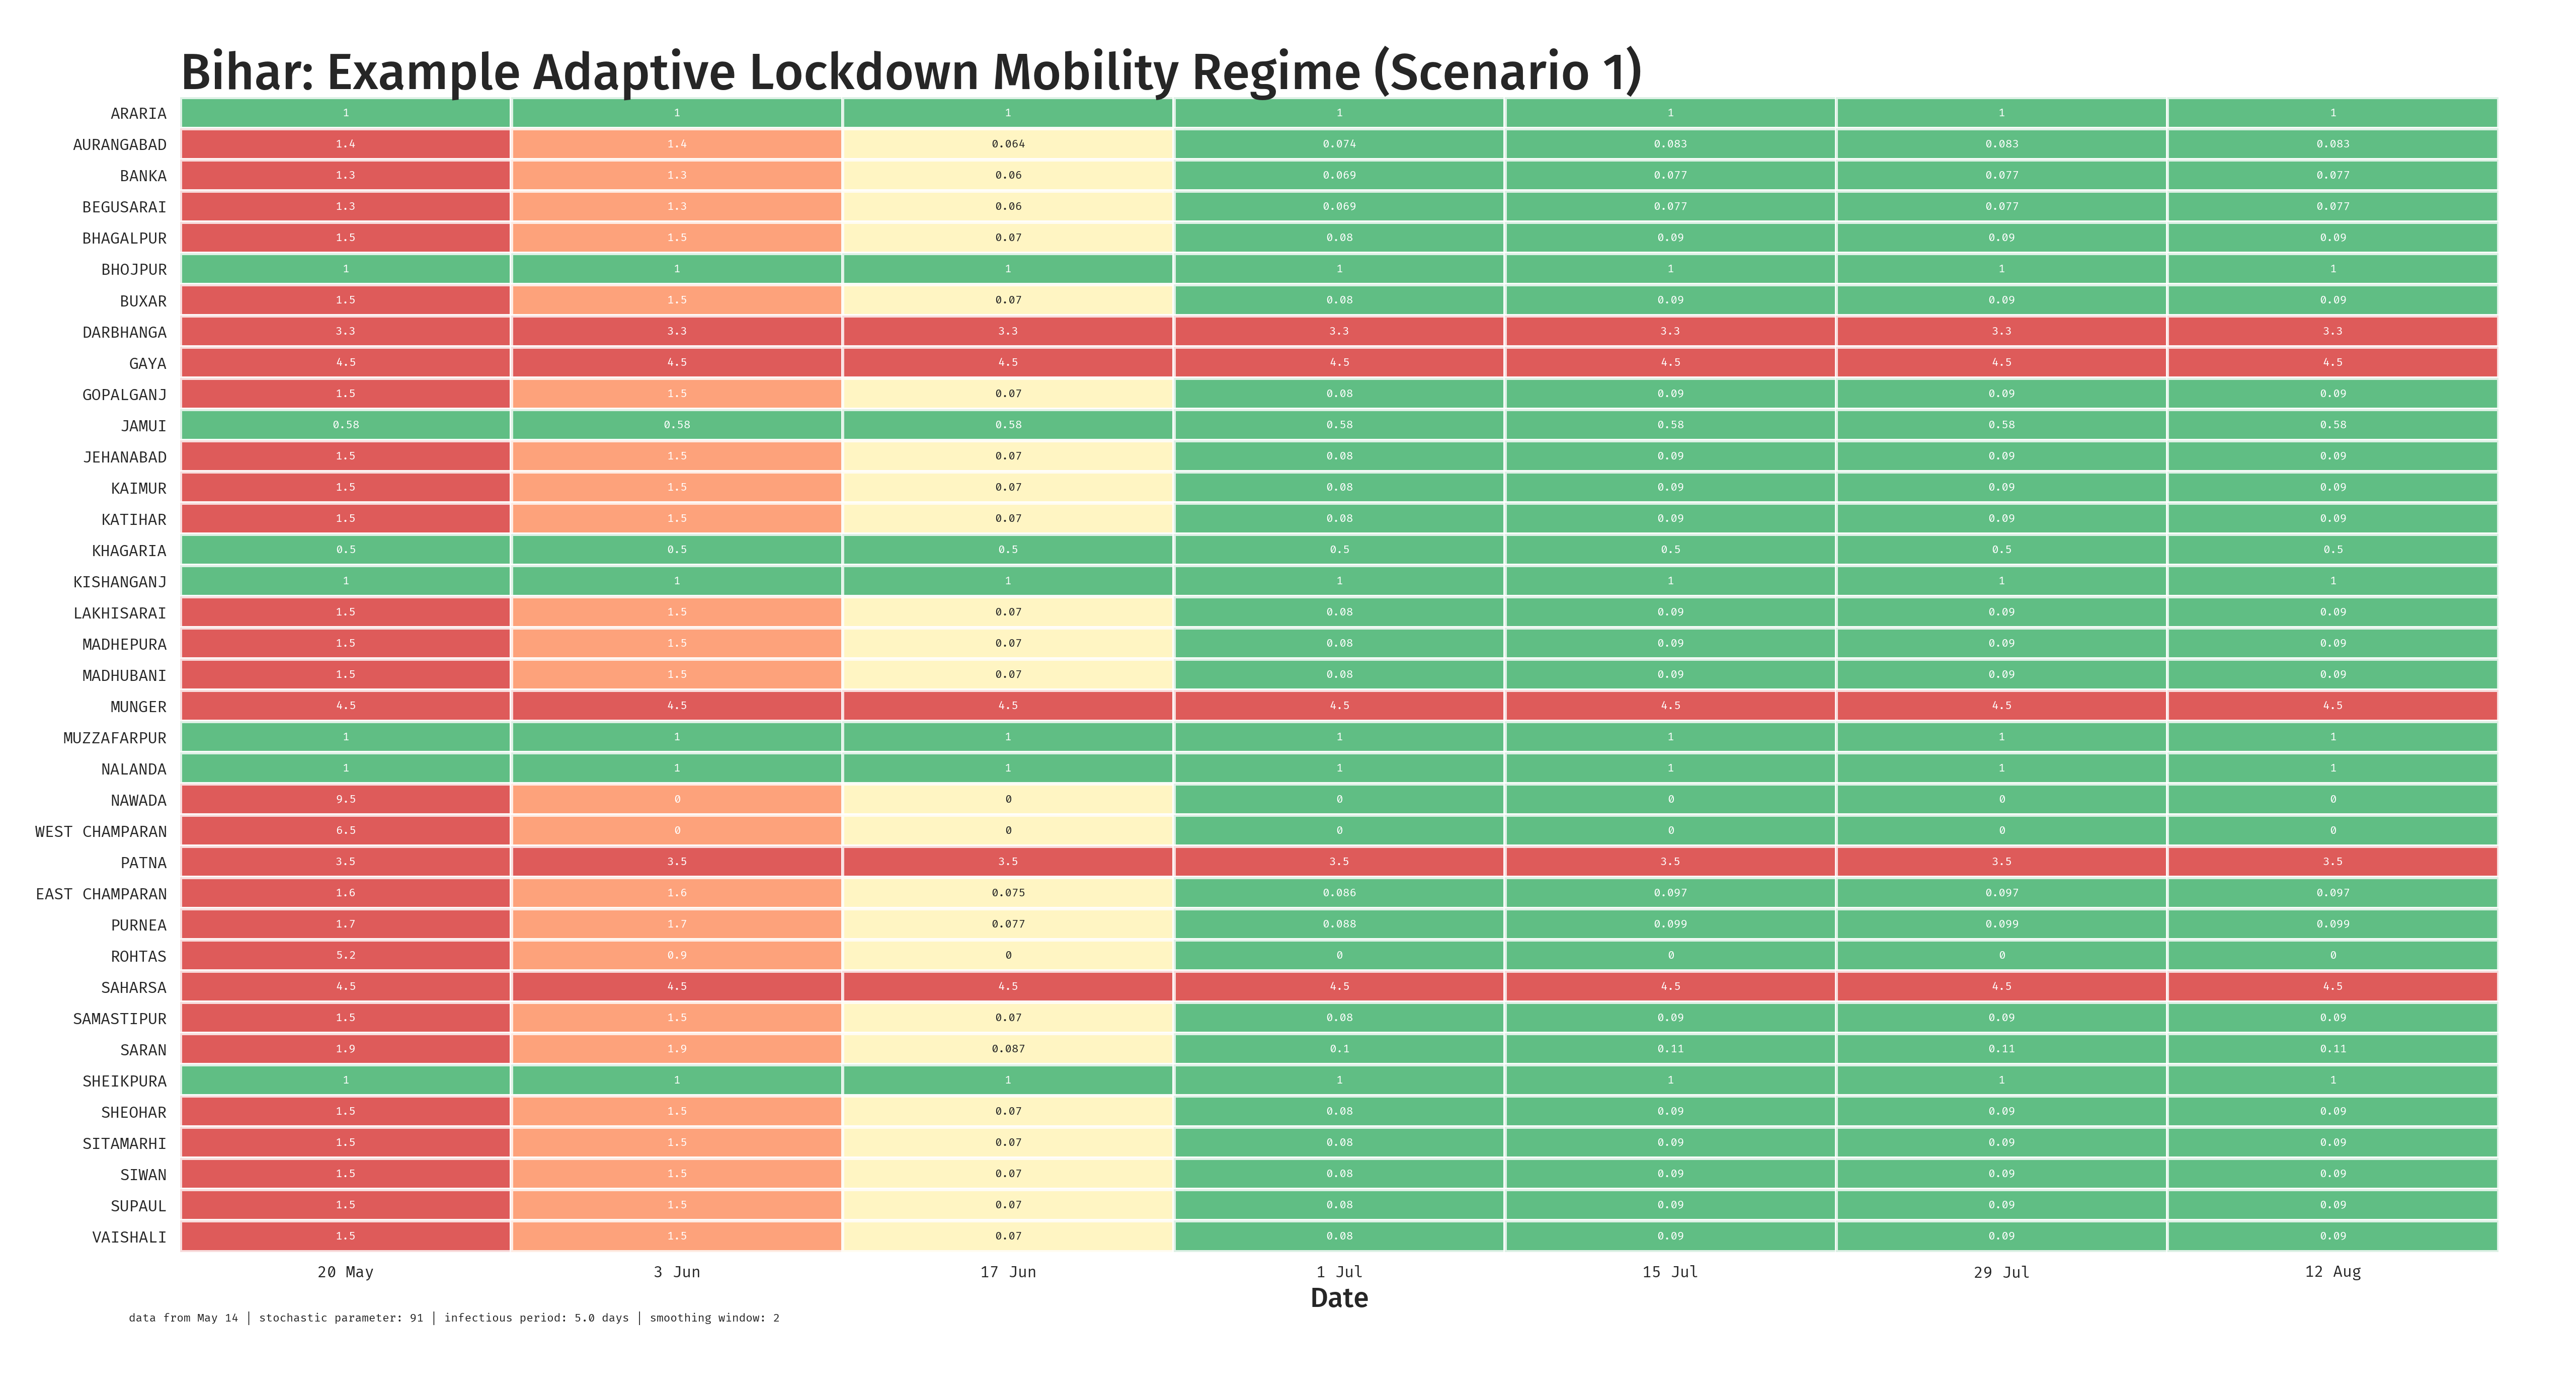 Bihar: Example Adaptive Lockdown Mobility Regime (Scenario 1)
ARARIA 1 1 1 1 1 1 1
AURANGABAD 1.4 1.4 0.064 0.074 0.083 0.083 0.083
BANKA 1.3 1.3 0.06 0.069 0.077 0.077 0.077
BEGUSARAI 1.3 1.3 0.06 0.069 0.077 0.077 0.077
BHAGALPUR 1.5 1.5 0.07 0.08 0.09 0.09 0.09
BHOJPUR 1 1 1 1 1 1 1
BUXAR 1.5 1.5 0.07 0.08 0.09 0.09 0.09
DARBHANGA 3.3 3.3 3.3 3.3 3.3 3.3 3.3
GAYA 4.5 4.5 4.5 4.5 4.5 4.5 4.5
GOPALGANJ 1.5 1.5 0.07 0.08 0.09 0.09 0.09
JAMUI 0.58 0.58 0.58 0.58 0.58 0.58 0.58
JEHANABAD 1.5 1.5 0.07 0.08 0.09 0.09 0.09
KAIMUR 1.5 1.5 0.07 0.08 0.09 0.09 0.09
KATIHAR 1.5 1.5 0.07 0.08 0.09 0.09 0.09
KHAGARIA 0.5 0.5 0.5 0.5 0.5 0.5 0.5
KISHANGANJ 1 1 1 1 1 1 1
LAKHISARAI 1.5 1.5 0.07 0.08 0.09 0.09 0.09
MADHEPURA 1.5 1.5 0.07 0.08 0.09 0.09 0.09
MADHUBANI 1.5 1.5 0.07 0.08 0.09 0.09 0.09
MUNGER 4.5 4.5 4.5 4.5 4.5 4.5 4.5
MUZZAFARPUR 1 1 1 1 1 1 1
NALANDA 1 1 1 1 1 1 1
NAWADA 9.5 0 0 0 0 0 0
WEST CHAMPARAN 6.5 0 0 0 0 0 0
PATNA 3.5 3.5 3.5 3.5 3.5 3.5 3.5
EAST CHAMPARAN 1.6 1.6 0.075 0.086 0.097 0.097 0.097
PURNEA 1.7 1.7 0.077 0.088 0.099 0.099 0.099
ROHTAS 5.2 0.9 0 0 0 0 0
SAHARSA 4.5 4.5 4.5 4.5 4.5 4.5 4.5
SAMASTIPUR 1.5 1.5 0.07 0.08 0.09 0.09 0.09
SARAN 1.9 1.9 0.087 0.1 0.11 0.11 0.11
SHEIKPURA 1 1 1 1 1 1 1
SHEOHAR 1.5 1.5 0.07 0.08 0.09 0.09 0.09
SITAMARHI 1.5 1.5 0.07 0.08 0.09 0.09 0.09
SIWAN 1.5 1.5 0.07 0.08 0.09 0.09 0.09
SUPAUL 1.5 1.5 0.07 0.08 0.09 0.09 0.09
VAISHALI 1.5 1.5 0.07 0.08 0.09 0.09 0.09
20 May 3 Jun 17 Jun 1 Jul 15 Jul 29 Jul 12 Aug
Date
data from May 14 | stochastic parameter: 91 | infectious period: 5.0 days | smoothing window: 2